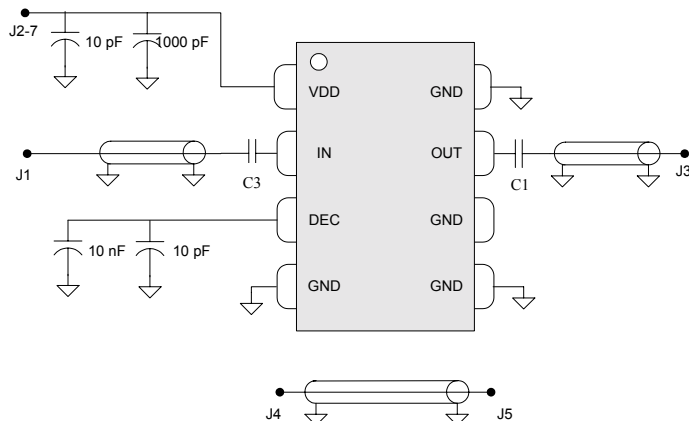 J2-7
10 pF
1000 pF
VDD
GND
J1
C3
IN
OUT
C1
J3
10 nF
10 pF
DEC
GND
GND
GND
J4
J5